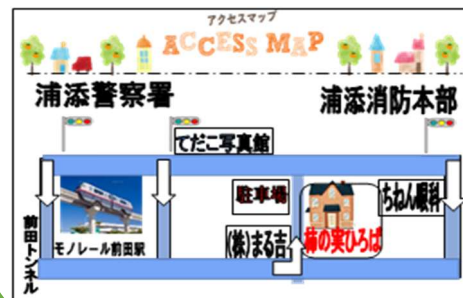 アクセスマップ
ACCESS MAP
浦添警察署
浦添消防本部
てだこ写真館
駐車場
ちねん眼科
前田トンネル
モノレール前田駅
(株)まる吉
柿の実ひろば